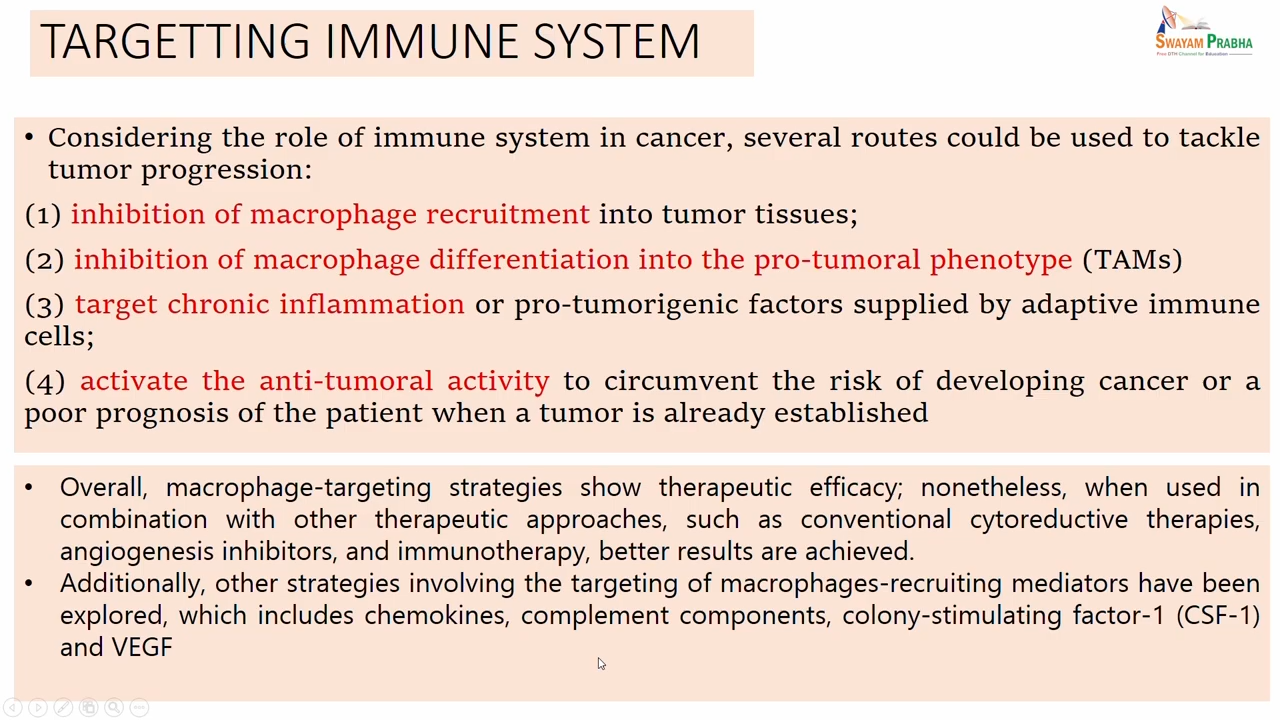 TARGETTING IMMUNE SYSTEM
SWAYAM PRABHA
Free DTH Channel for Education
• Considering the role of immune system in cancer, several routes could be used to tackle
tumor progression:
(1) inhibition of macrophage recruitment into tumor tissues;
(2) inhibition of macrophage differentiation into the pro-tumoral phenotype (TAMs)
(3) target chronic inflammation or pro-tumorigenic factors supplied by adaptive immune
cells;
(4) activate the anti-tumoral activity to circumvent the risk of developing cancer or a
poor prognosis of the patient when a tumor is already established
• Overall, macrophage-targeting strategies show therapeutic efficacy; nonetheless, when used in
combination with other therapeutic approaches, such as conventional cytoreductive therapies,
angiogenesis inhibitors, and immunotherapy, better results are achieved.
• Additionally, other strategies involving the targeting of macrophages-recruiting mediators have been
explored, which includes chemokines, complement components, colony-stimulating factor-1 (CSF-1)
and VEGF